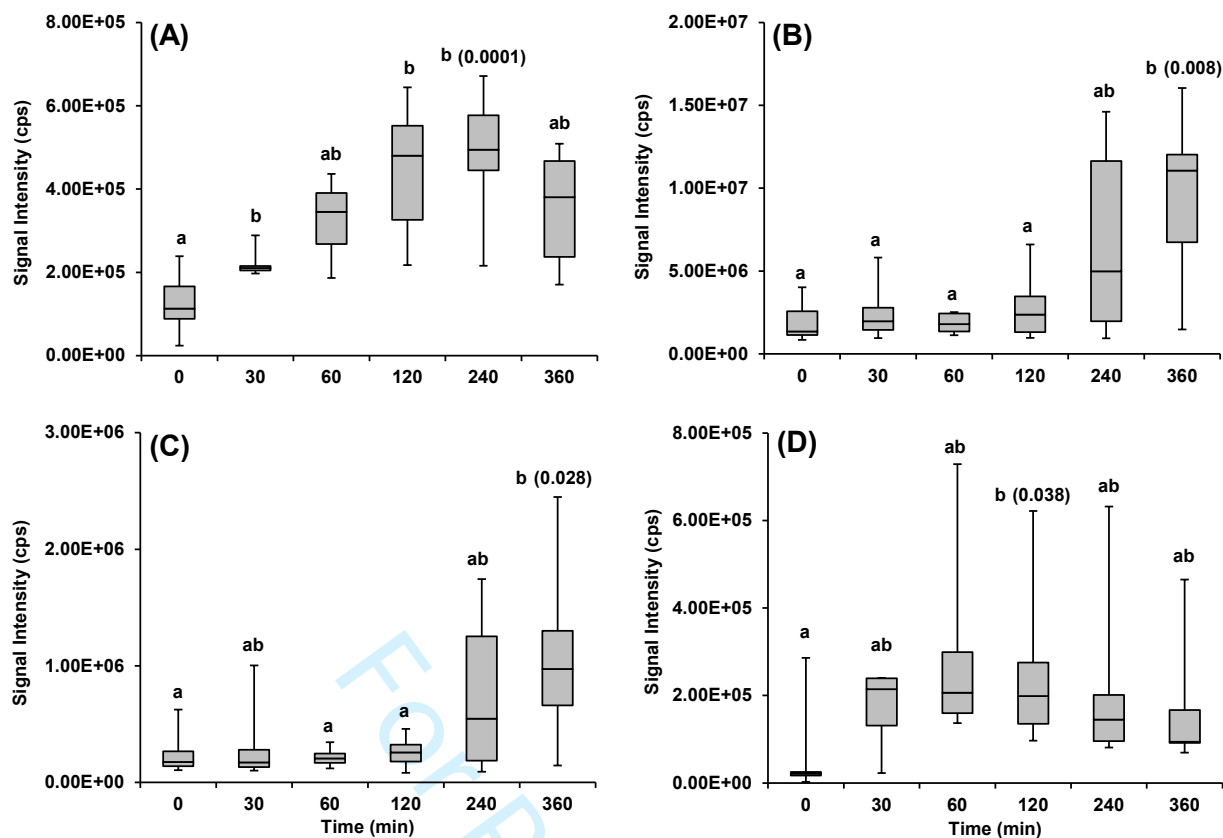 (A)
Signal Intensity (cps)
8.00E+05
6.00E+05
4.00E+05
2.00E+05
0.00E+00
a
b
ab
b
b (0.0001)
ab
0 30 60 120 240 360
(B)
Signal Intensity (cps)
2.00E+07
1.50E+07
1.00E+07
5.00E+06
0.00E+00
a
a
a
a
ab
b (0.008)
0 30 60 120 240 360
(C)
Signal Intensity (cps)
3.00E+06
2.00E+06
1.00E+06
0.00E+00
a
ab
a
a
ab
b (0.028)
0 30 60 120 240 360
Time (min)
(D)
Signal Intensity (cps)
8.00E+05
6.00E+05
4.00E+05
2.00E+05
0.00E+00
a
ab
ab
b (0.038)
ab
ab
0 30 60 120 240 360
Time (min)
For